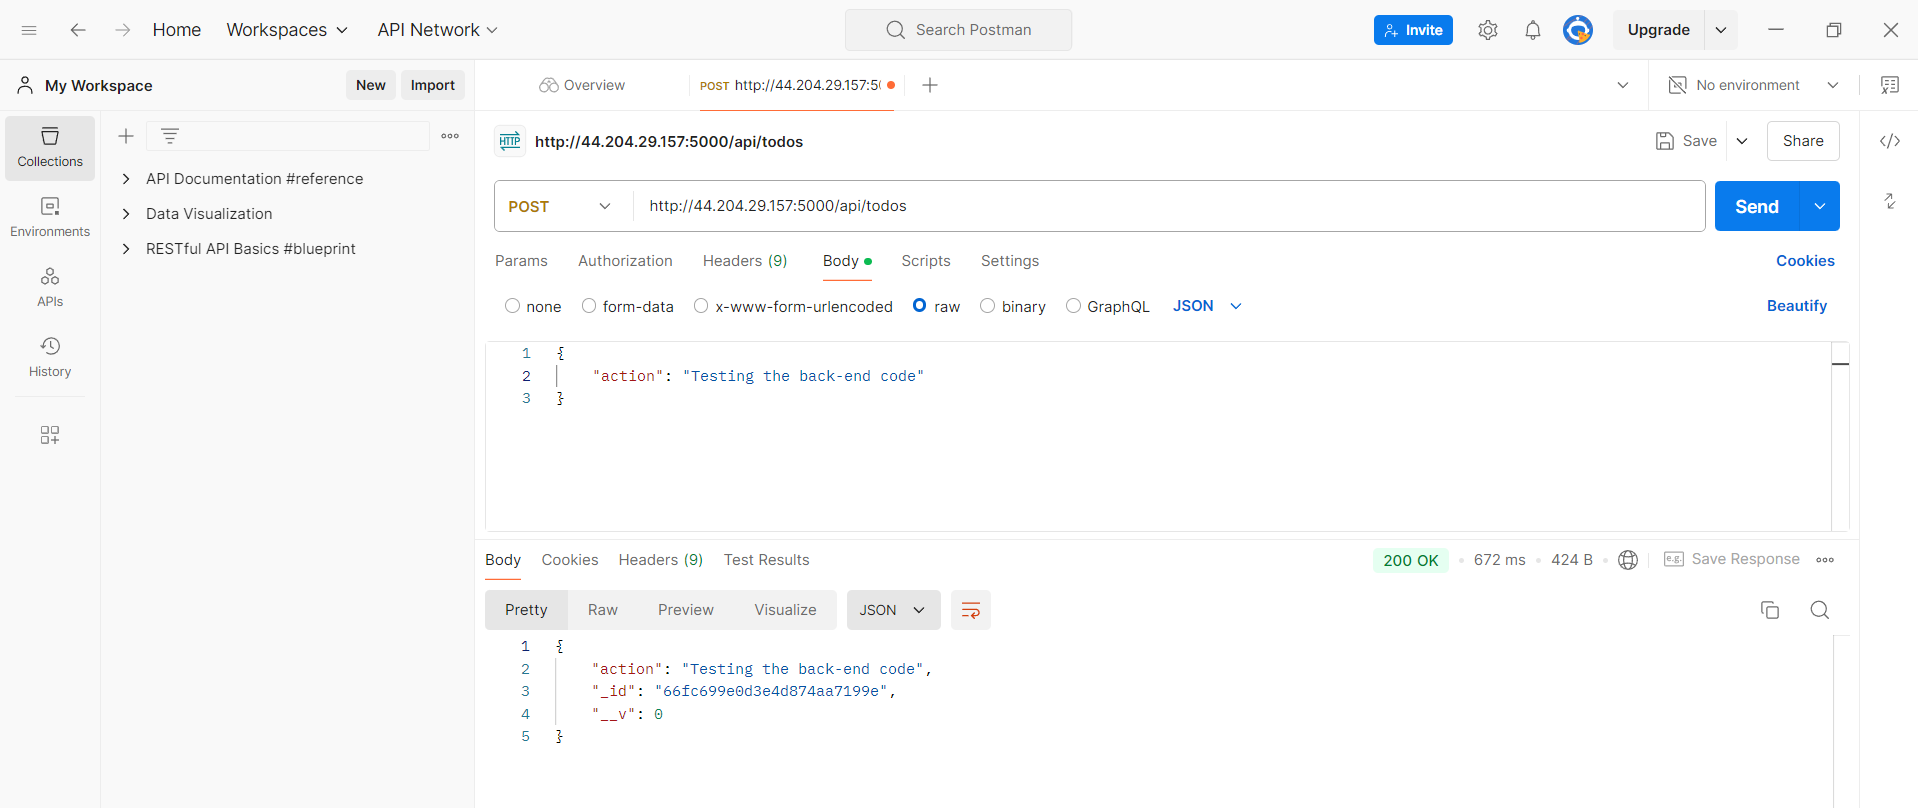 Home Workspaces API Network Search Postman Invite Upgrade
My Workspace New Import Overview POST http://44.204.29.157:5 No environment
Collections
Environments
APIs
History
API Documentation #reference
Data Visualization
RESTful API Basics #blueprint
HTTP http://44.204.29.157:5000/api/todos Save Share
POST http://44.204.29.157:5000/api/todos Send
Params Authorization Headers (9) Body Scripts Settings Cookies
none form-data x-www-form-urlencoded raw binary GraphQL JSON Beautify
1 {
2 "action": "Testing the back-end code"
3 }
Body Cookies Headers (9) Test Results 200 OK 672 ms 424 B e.g. Save Response
Pretty Raw Preview Visualize JSON
1 {
2 "action": "Testing the back-end code",
3 "_id": "66fc699e0d3e4d874aa7199e",
4 "__v": 0
5 }